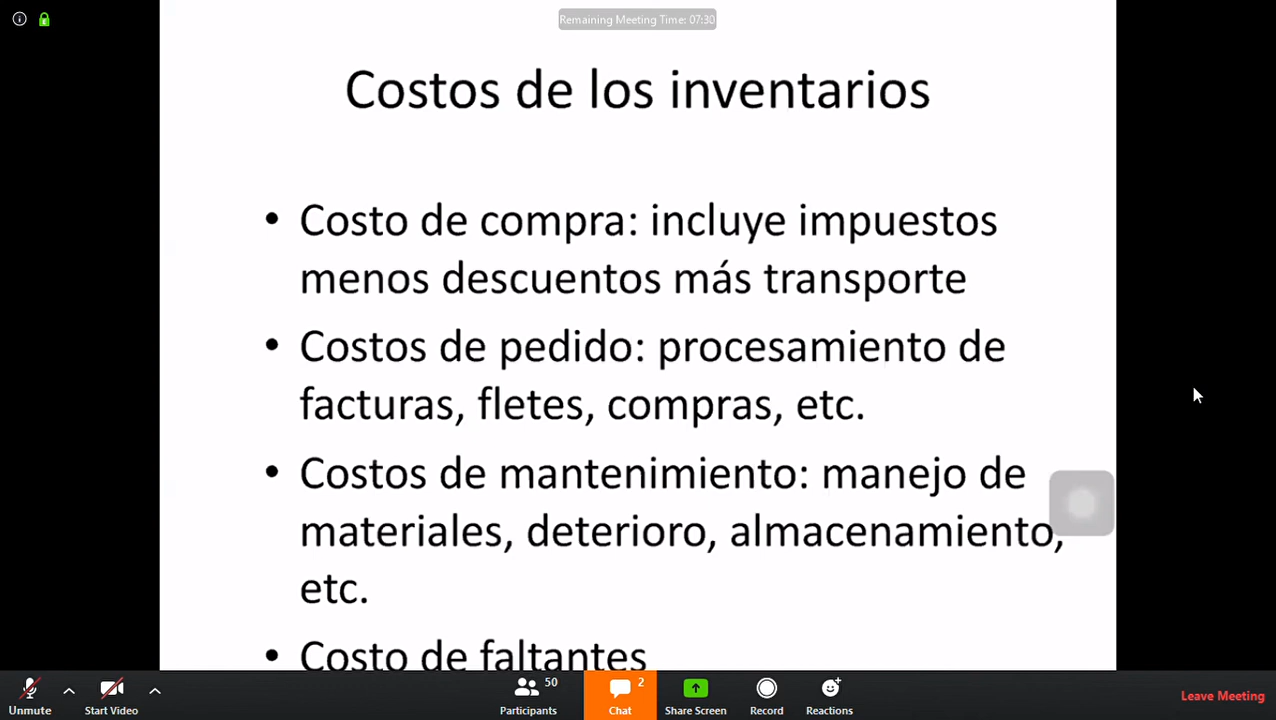 Remaining Meeting Time: 07:30
Costos de los inventarios
• Costo de compra: incluye impuestos
menos descuentos más transporte
• Costos de pedido: procesamiento de
facturas, fletes, compras, etc.
• Costos de mantenimiento: manejo de
materiales, deterioro, almacenamiento,
etc.
• Costo de faltantes
Unmute
Start Video
50
Participants
2
Chat
Share Screen
Record
Reactions
Leave Meeting